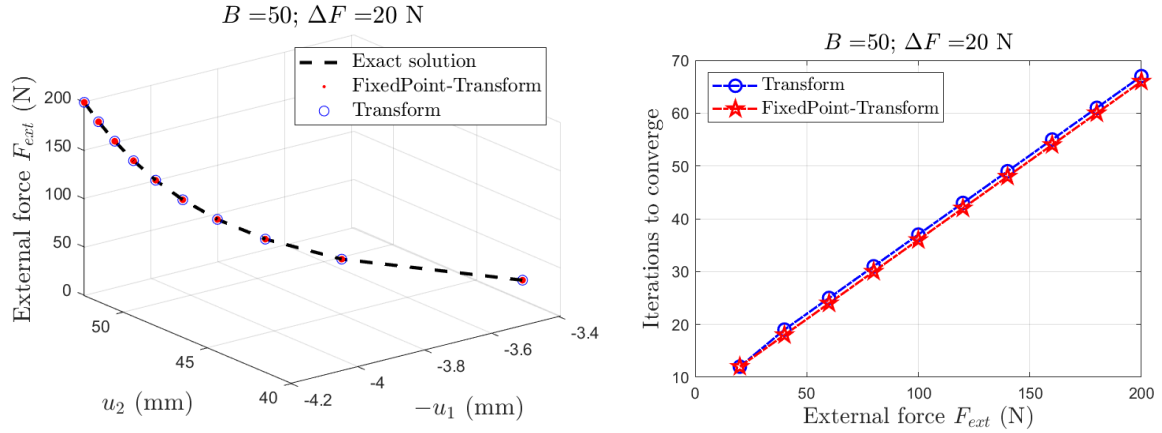 B =50; ΔF =20 N
Exact solution
FixedPoint-Transform
Transform
External force F_ext (N)
200
150
100
50
0
50
45
40
u_2 (mm)
-4.2
-4
-3.8
-3.6
-3.4
−u_1 (mm)
B =50; ΔF =20 N
Transform
FixedPoint-Transform
Iterations to converge
70
60
50
40
30
20
10
0
50
100
150
200
External force F_ext (N)